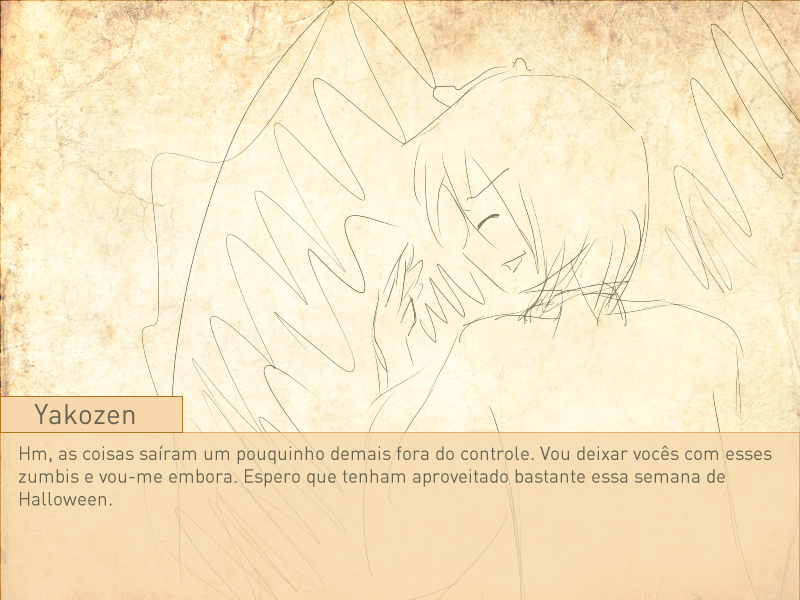 Yakozen
Hm, as coisas saíram um pouquinho demais fora do controle. Vou deixar vocês com esses
zumbis e vou-me embora. Espero que tenham aproveitado bastante essa semana de
Halloween.